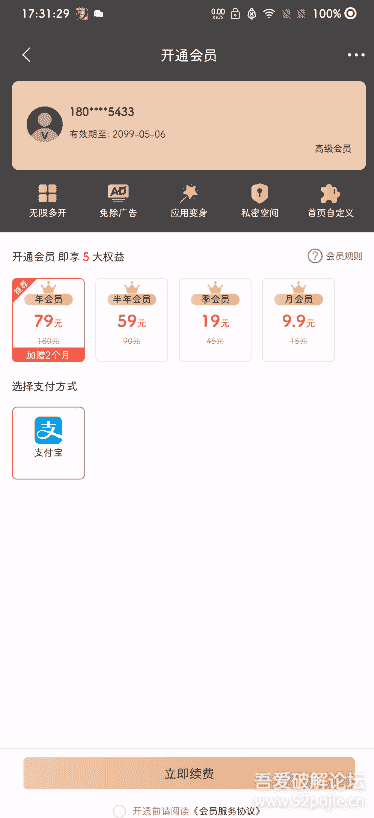 17:31:29 0.00 KB/S 100%
开通会员
180****5433
有效期至: 2099-05-06
高级会员
AD
无限多开 免除广告 应用变身 私密空间 首页自定义
开通会员 即享 5 大权益 ? 会员规则
推荐
年会员 半年会员 季会员 月会员
79元 59元 19元 9.9元
180元 90元 45元 15元
加赠2个月
选择支付方式
支
支付宝
立即续费
吾爱破解论坛
www.52pojie.cn
开通前请阅读《会员服务协议》